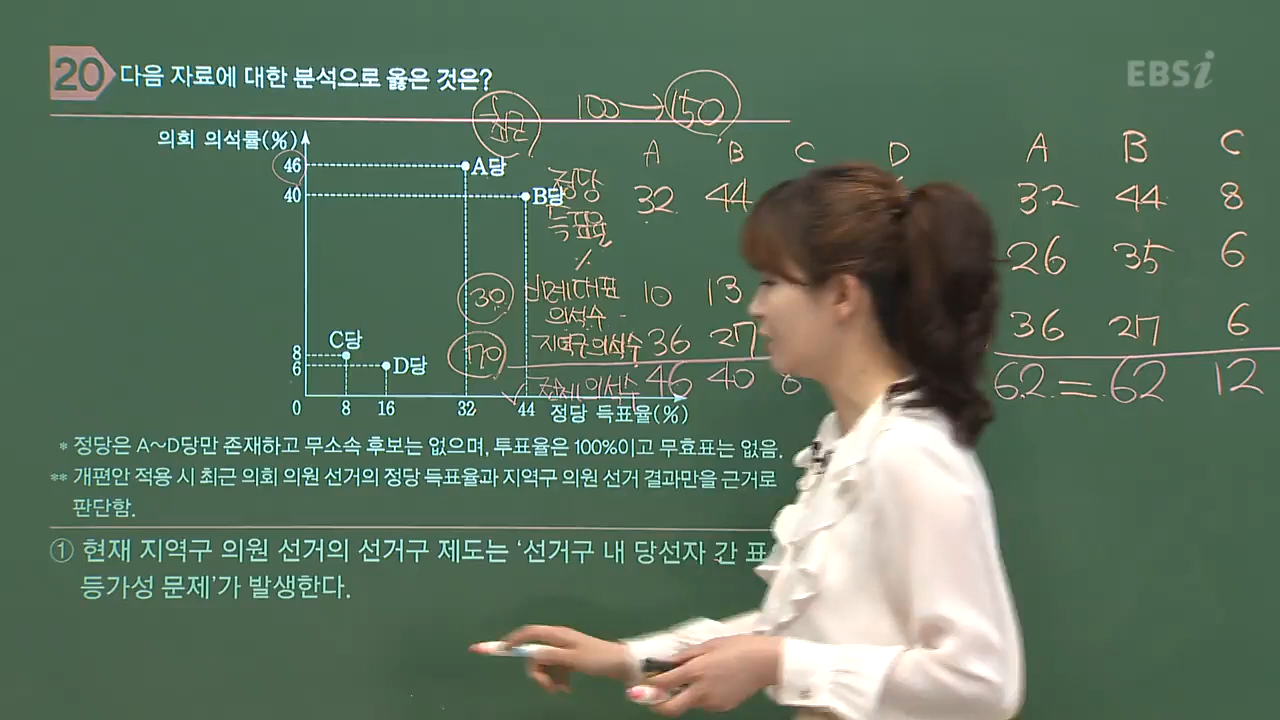 20 다음 자료에 대한 분석으로 옳은 것은?
EBSi
최근
100→150
의회 의석률(%)
46
40
8
6
0 8 16 32 44 정당 득표율(%)
A당
B당
C당
D당
A B C D
정당 득표율 % 32 44
30 비례대표 의석수 10 13
70 지역구 의석수 36 27
전체 의석수 46 40
A B C
32 44 8
26 35 6
36 27 6
62 = 62 12
* 정당은 A~D당만 존재하고 무소속 후보는 없으며, 투표율은 100%이고 무효표는 없음.
** 개편안 적용 시 최근 의회 의원 선거의 정당 득표율과 지역구 의원 선거 결과만을 근거로
판단함.
① 현재 지역구 의원 선거의 선거구 제도는 ‘선거구 내 당선자 간 표
등가성 문제’가 발생한다.